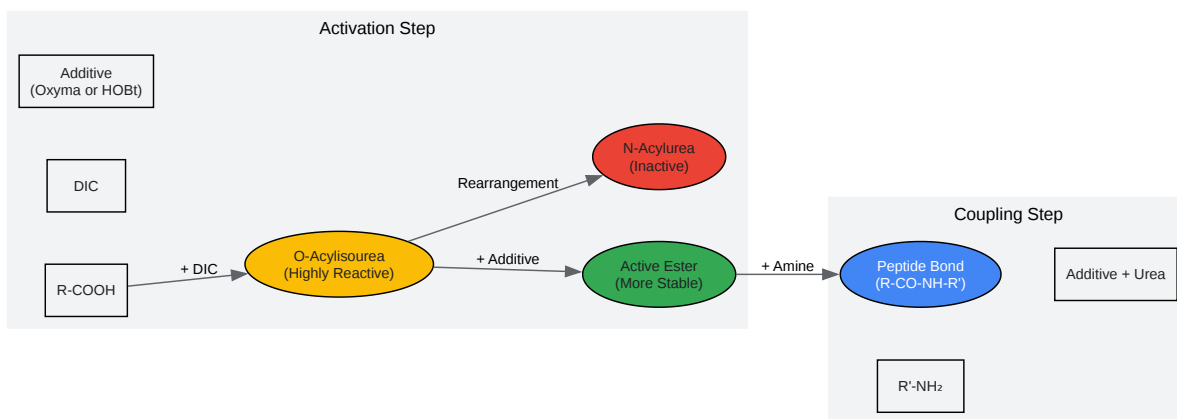 Activation Step
Additive
(Oxyma or HOBt)
DIC
R-COOH
+ DIC
O-Acylisourea
(Highly Reactive)
Rearrangement
N-Acylurea
(Inactive)
+ Additive
Active Ester
(More Stable)
+ Amine
Coupling Step
Peptide Bond
(R-CO-NH-R')
Additive + Urea
R'-NH₂